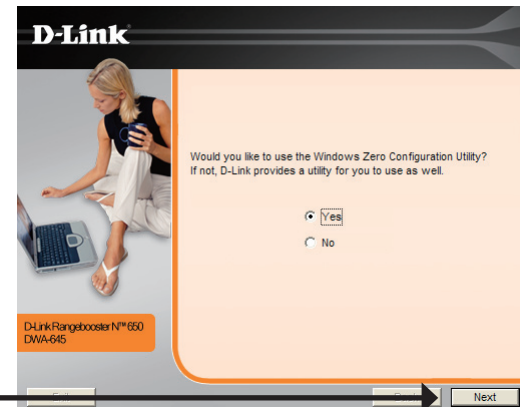 D-Link
Would you like to use the Windows Zero Configuration Utility?
If not, D-Link provides a utility for you to use as well.
Yes
No
D-Link Rangebooster N™ 650
DWA-645
Next